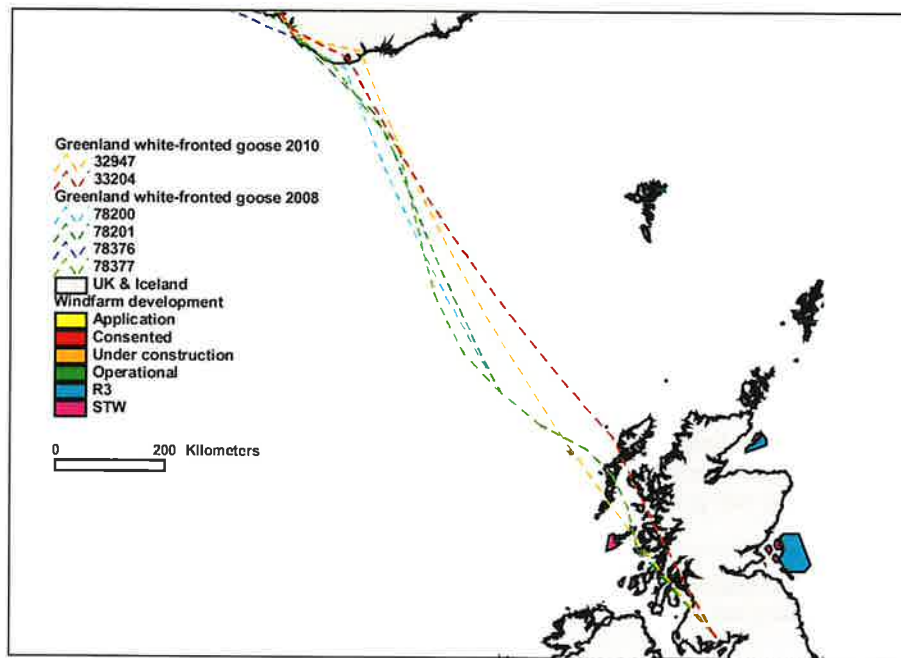 Greenland white-fronted goose 2010
32947
33204
Greenland white-fronted goose 2008
78200
78201
78376
78377
UK & Iceland
Windfarm development
Application
Consented
Under construction
Operational
R3
STW
0 200 Kilometers